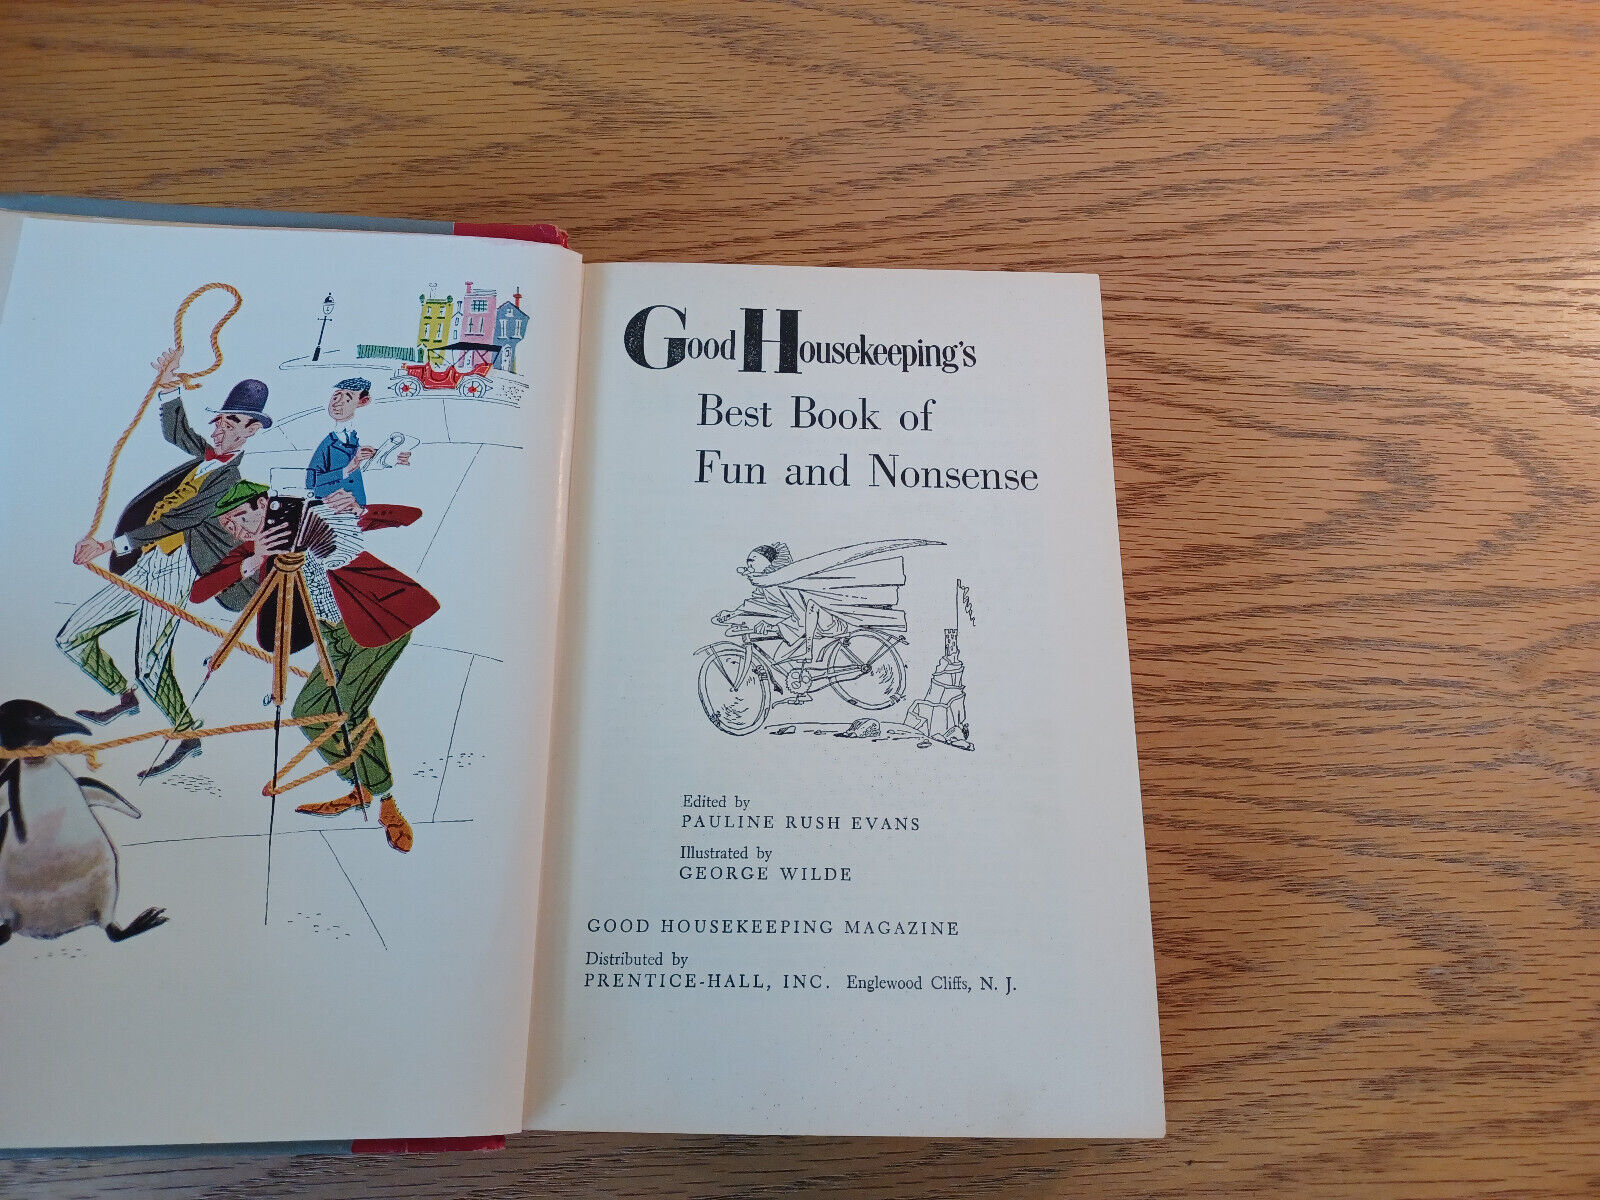 Good Housekeeping's
Best Book of
Fun and Nonsense
Edited by
PAULINE RUSH EVANS
Illustrated by
GEORGE WILDE
GOOD HOUSEKEEPING MAGAZINE
Distributed by
PRENTICE-HALL, INC. Englewood Cliffs, N. J.